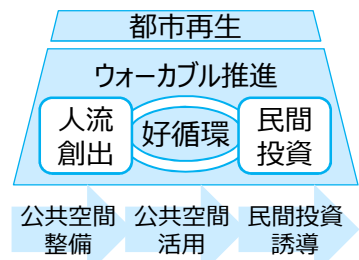 都市再生
ウォーカブル推進
人流
創出
好循環
民間
投資
公共空間
整備
公共空間
活用
民間投資
誘導